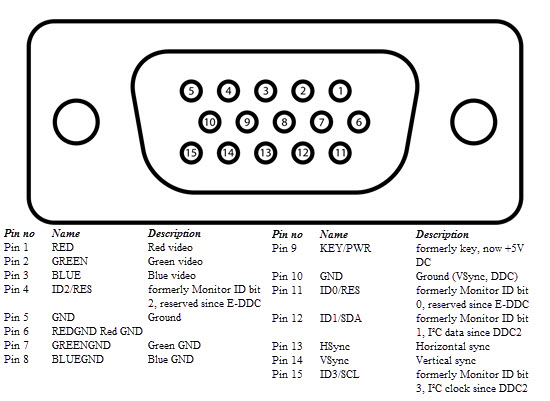 5 4 3 2 1
10 9 8 7 6
15 14 13 12 11
Pin no Name Description
Pin 1 RED Red video
Pin 2 GREEN Green video
Pin 3 BLUE Blue video
Pin 4 ID2/RES formerly Monitor ID bit
2, reserved since E-DDC
Pin 5 GND Ground
Pin 6 REDGND Red GND
Pin 7 GREENGND Green GND
Pin 8 BLUEGND Blue GND
Pin no Name Description
Pin 9 KEY/PWR formerly key, now +5V
DC
Pin 10 GND Ground (VSync, DDC)
Pin 11 ID0/RES formerly Monitor ID bit
0, reserved since E-DDC
Pin 12 ID1/SDA formerly Monitor ID bit
1, I²C data since DDC2
Pin 13 HSync Horizontal sync
Pin 14 VSync Vertical sync
Pin 15 ID3/SCL formerly Monitor ID bit
3, I²C clock since DDC2